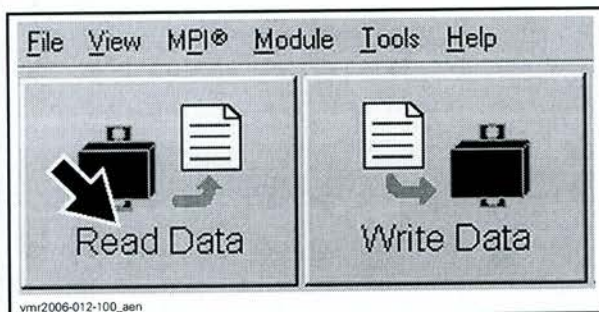 File View MPI® Module Tools Help
Read Data Write Data
vmr2006-012-100_aen